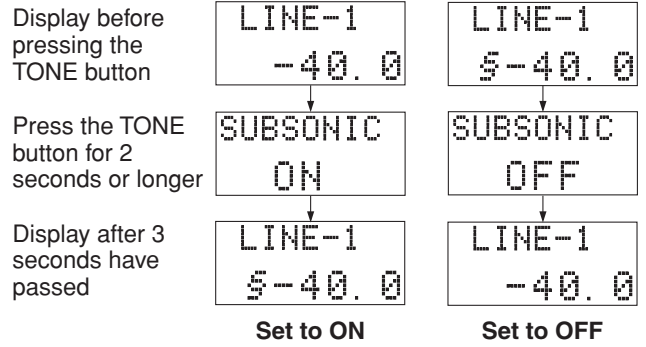 Display before
pressing the
TONE button
LINE-1
-40. 0
LINE-1
§-40. 0
Press the TONE
button for 2
seconds or longer
SUBSONIC
ON
SUBSONIC
OFF
Display after 3
seconds have
passed
LINE-1
§-40. 0
LINE-1
-40. 0
Set to ON
Set to OFF